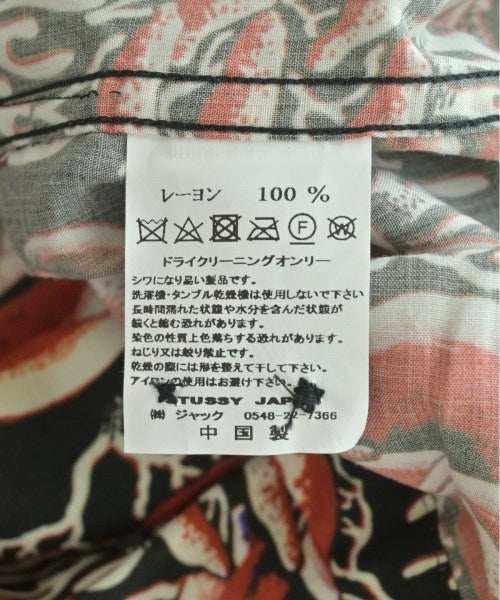 レーヨン 100 %
F W
ドライクリーニングオンリー
シワになり易い製品です。
洗濯機・タンブル乾燥機は使用しないで下さい
長時間濡れた状態や水分を含んだ状態が
続くと縮む恐れがあります。
染色の性質上色落ちする恐れがあります。
ねじり又は絞り禁止です。
乾燥の際には形を整えて干して下さい。
アイロンの使用はお避け下さい。
STUSSY JAPAN
㈱ ジャック 0548-22-7366
中国製